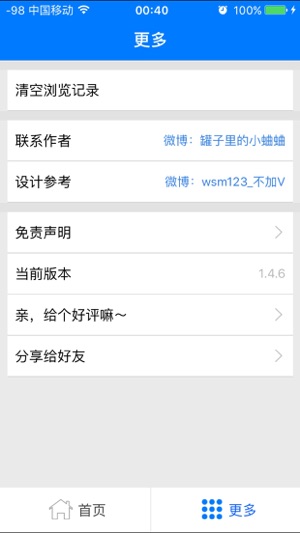 -98 中国移动 00:40 100%
更多
清空浏览记录
联系作者 微博：罐子里的小蛐蛐
设计参考 微博：wsm123_不加V
免责声明
当前版本 1.4.6
亲，给个好评嘛～
分享给好友
首页 更多